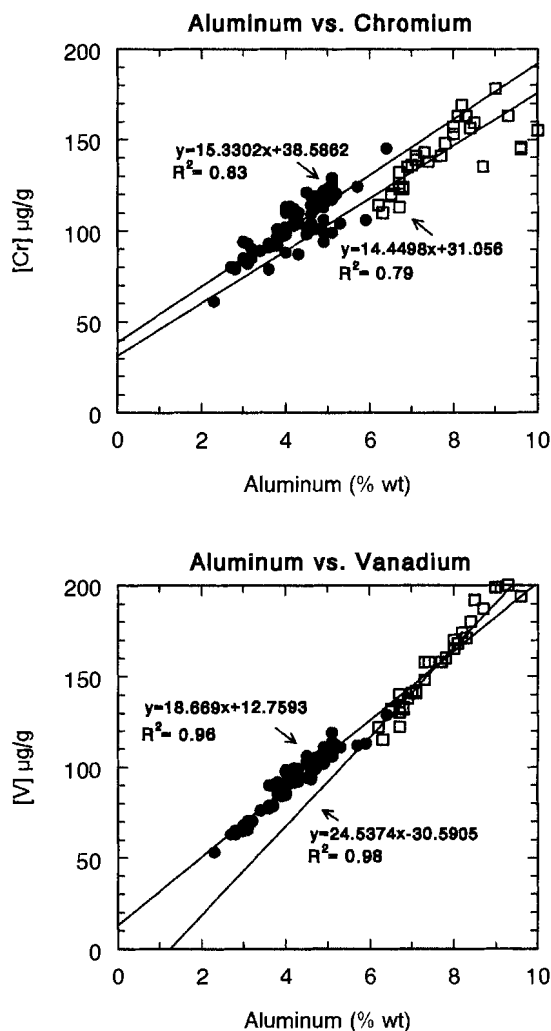 Aluminum vs. Chromium
200
150
100
50
0
[Cr] µg/g
y=15.3302x+38.5862
R²= 0.83
y=14.4498x+31.056
R²= 0.79
0 2 4 6 8 10
Aluminum (% wt)
Aluminum vs. Vanadium
200
150
100
50
0
[V] µg/g
y=18.669x+12.7593
R²= 0.96
y=24.5374x-30.5905
R²= 0.98
0 2 4 6 8 10
Aluminum (% wt)